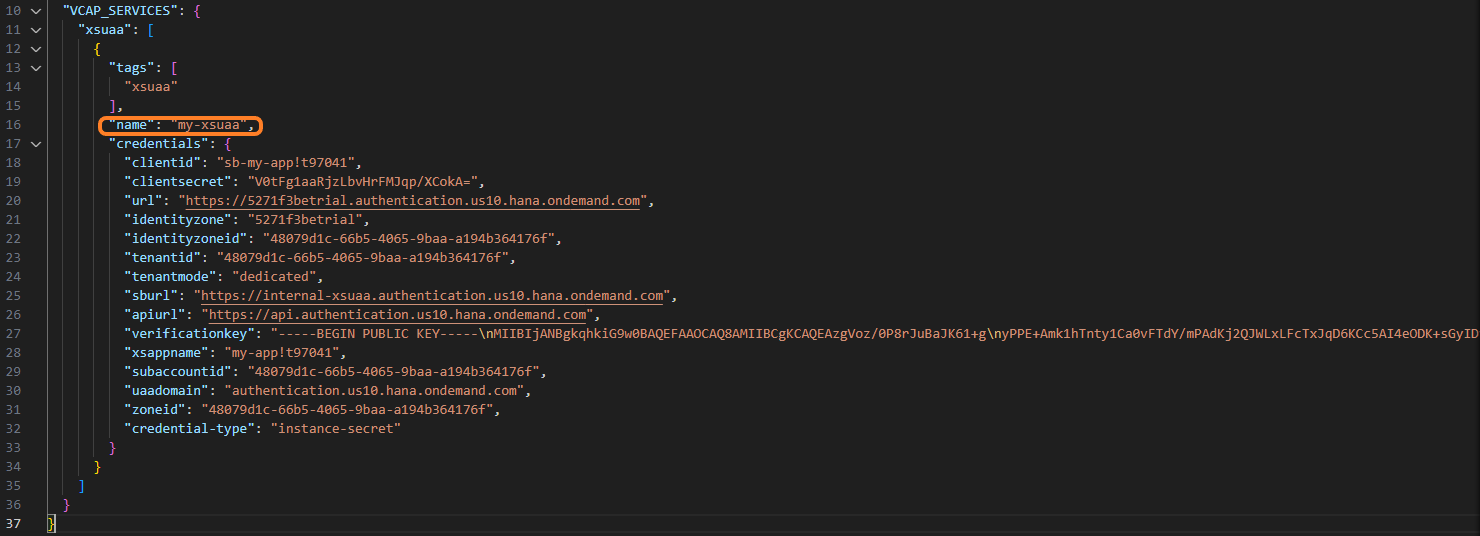 10 "VCAP_SERVICES": {
11 "xsuaa": [
12 {
13 "tags": [
14 "xsuaa"
15 ],
16 "name": "my-xsuaa",
17 "credentials": {
18 "clientid": "sb-my-app!t97041",
19 "clientsecret": "V0tFg1aaRjzLbvHrFMJqp/XCokA=",
20 "url": "https://5271f3betrial.authentication.us10.hana.ondemand.com",
21 "identityzone": "5271f3betrial",
22 "identityzoneid": "48079d1c-66b5-4065-9baa-a194b364176f",
23 "tenantid": "48079d1c-66b5-4065-9baa-a194b364176f",
24 "tenantmode": "dedicated",
25 "sburl": "https://internal-xsuaa.authentication.us10.hana.ondemand.com",
26 "apiurl": "https://api.authentication.us10.hana.ondemand.com",
27 "verificationkey": "-----BEGIN PUBLIC KEY-----\nMIIBIjANBgkqhkiG9w0BAQEFAAOCAQ8AMIIBCgKCAQEAzgVoz/0P8rJuBaJK61+g\nyPPE+Amk1hTnty1Ca0vFTdY/mPAdKj2QJWLxLFcTxJqD6KCc5AI4eODK+sGyID
28 "xsappname": "my-app!t97041",
29 "subaccountid": "48079d1c-66b5-4065-9baa-a194b364176f",
30 "uaadomain": "authentication.us10.hana.ondemand.com",
31 "zoneid": "48079d1c-66b5-4065-9baa-a194b364176f",
32 "credential-type": "instance-secret"
33 }
34 }
35 ]
36 }
37 }